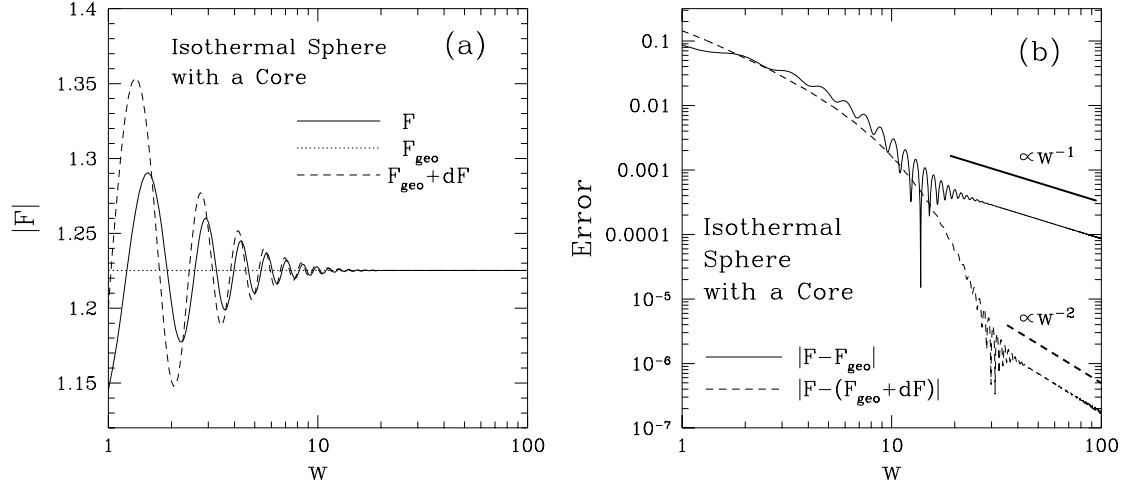 1.4
1.35
1.3
1.25
1.2
1.15
|F|
Isothermal Sphere
with a Core
(a)
F
F_geo
F_geo+dF
1
10
100
w
0.1
0.01
0.001
0.0001
10^-5
10^-6
10^-7
Error
(b)
∝w^-1
Isothermal
Sphere
with a Core
∝w^-2
|F−F_geo|
|F−(F_geo+dF)|
1
10
100
w